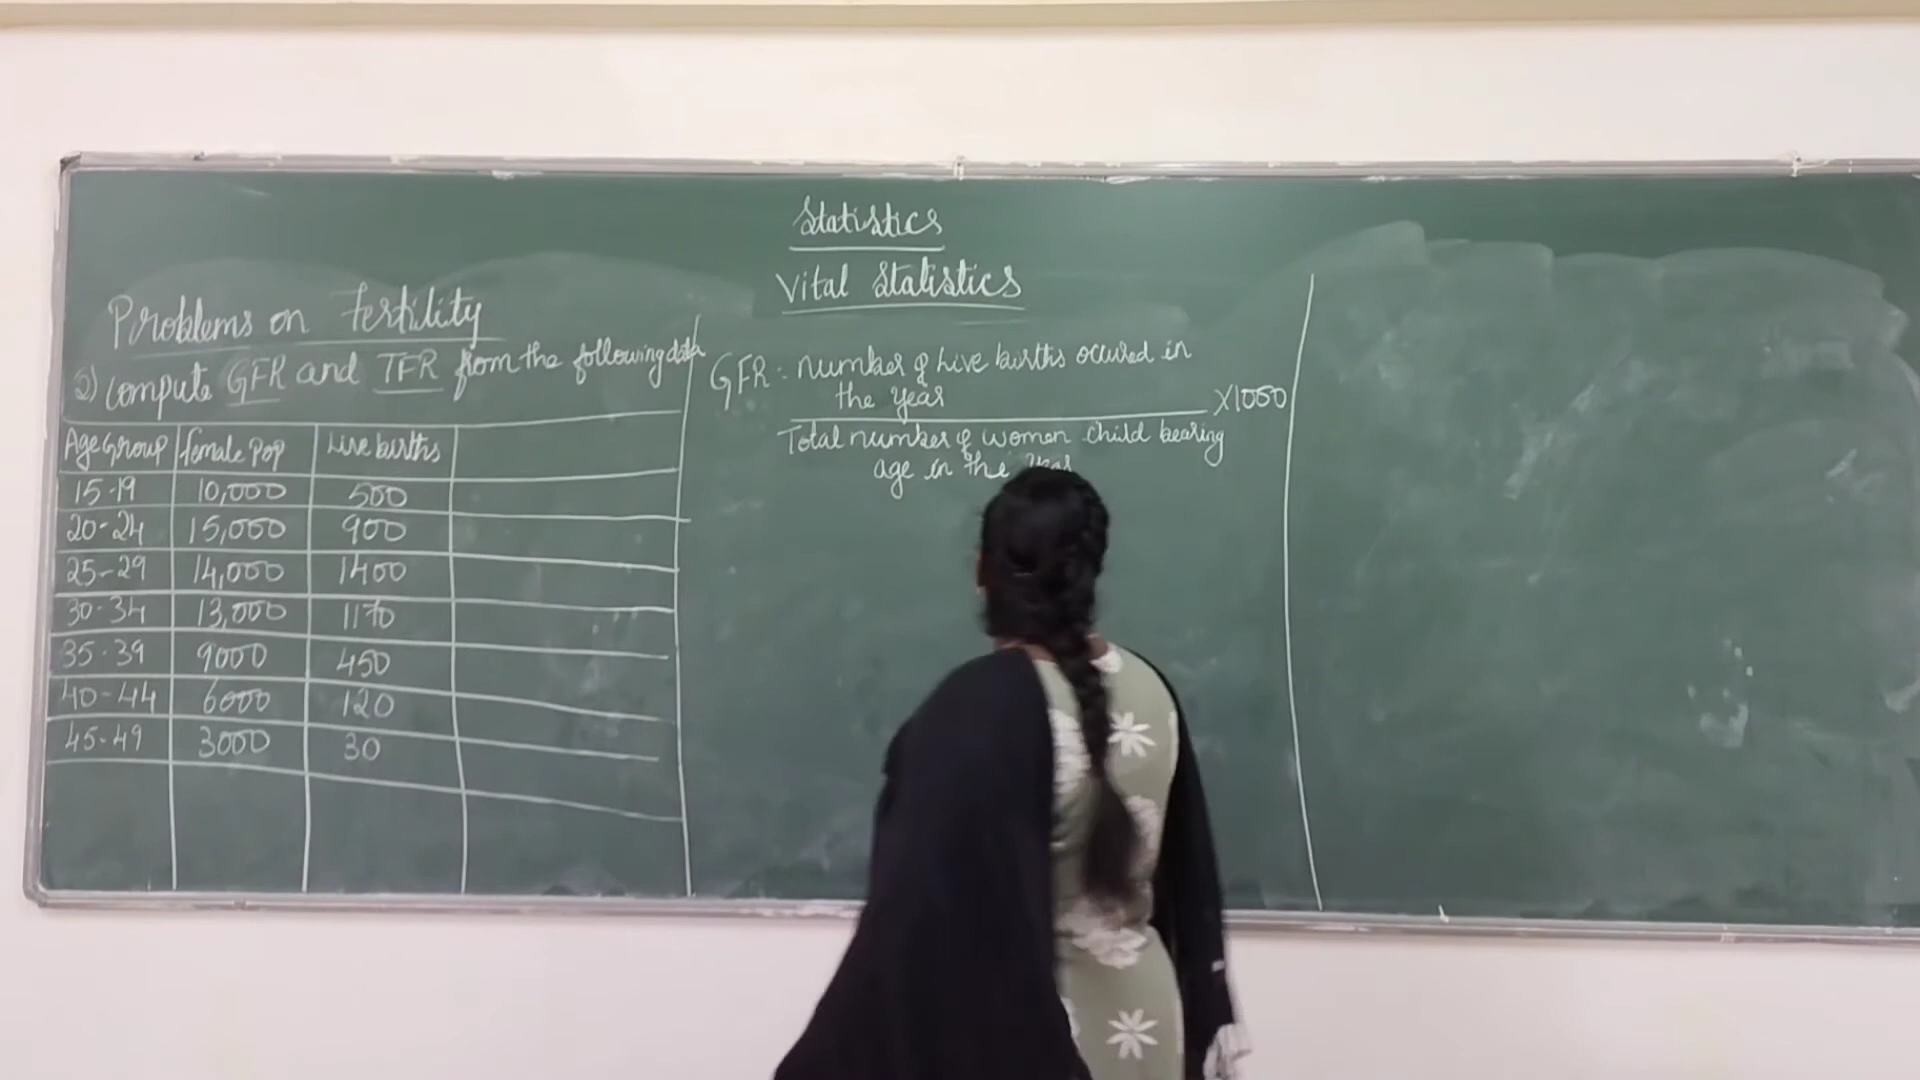 Statistics
Vital Statistics
Problems on Fertility
2) Compute GFR and TFR from the following data
Age Group female pop Live births
15-19 10,000 500
20-24 15,000 900
25-29 14,000 1400
30-34 13,000 1170
35-39 9000 450
40-44 6000 120
45-49 3000 30
GFR: number of Live births occured in
the year
X1000
Total number of women child bearing
age in the year